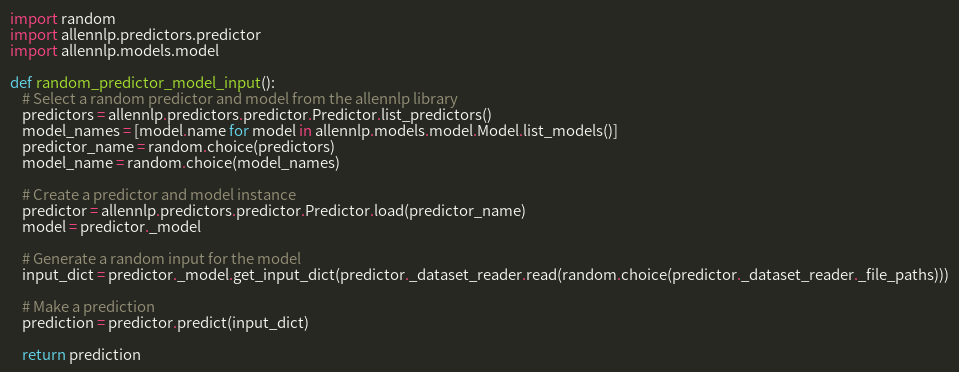 import random
import allennlp.predictors.predictor
import allennlp.models.model

def random_predictor_model_input():
    # Select a random predictor and model from the allennlp library
    predictors = allennlp.predictors.predictor.Predictor.list_predictors()
    model_names = [model.name for model in allennlp.models.model.Model.list_models()]
    predictor_name = random.choice(predictors)
    model_name = random.choice(model_names)

    # Create a predictor and model instance
    predictor = allennlp.predictors.predictor.Predictor.load(predictor_name)
    model = predictor._model

    # Generate a random input for the model
    input_dict = predictor._model.get_input_dict(predictor._dataset_reader.read(random.choice(predictor._dataset_reader._file_paths)))

    # Make a prediction
    prediction = predictor.predict(input_dict)

    return prediction